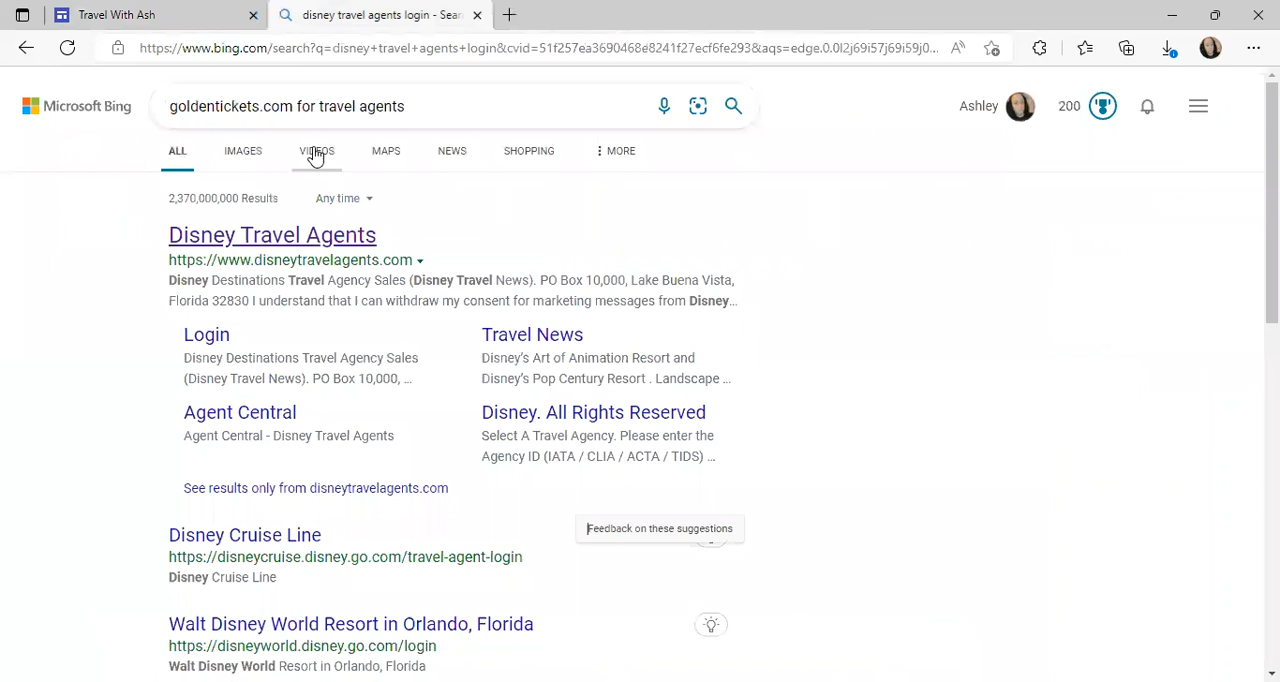 Travel With Ash
disney travel agents login - Sear
https://www.bing.com/search?q=disney+travel+agents+login&cvid=51f257ea3690468e8241f27ecf6fe293&aqs=edge.0.0l2j69i57j69i59j0...
Microsoft Bing
goldentickets.com for travel agents
Ashley
200
ALL
IMAGES
VIDEOS
MAPS
NEWS
SHOPPING
MORE
2,370,000,000 Results
Any time
Disney Travel Agents
https://www.disneytravelagents.com
Disney Destinations Travel Agency Sales (Disney Travel News). PO Box 10,000, Lake Buena Vista,
Florida 32830 I understand that I can withdraw my consent for marketing messages from Disney...
Login
Disney Destinations Travel Agency Sales
(Disney Travel News). PO Box 10,000, ...
Travel News
Disney's Art of Animation Resort and
Disney's Pop Century Resort . Landscape ...
Agent Central
Agent Central - Disney Travel Agents
Disney. All Rights Reserved
Select A Travel Agency. Please enter the
Agency ID (IATA / CLIA / ACTA / TIDS) ...
See results only from disneytravelagents.com
Feedback on these suggestions
Disney Cruise Line
https://disneycruise.disney.go.com/travel-agent-login
Disney Cruise Line
Walt Disney World Resort in Orlando, Florida
https://disneyworld.disney.go.com/login
Walt Disney World Resort in Orlando, Florida